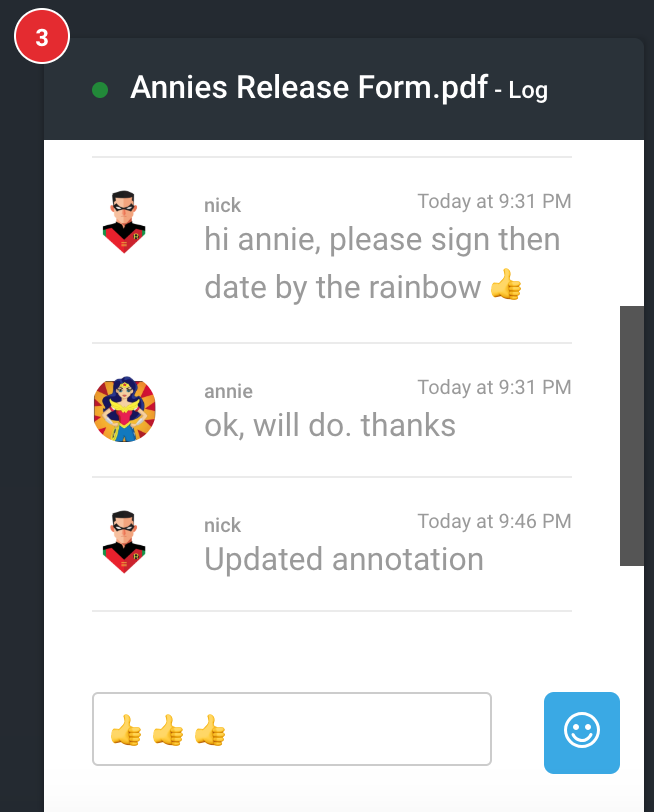 3
Annies Release Form.pdf - Log
nick Today at 9:31 PM
hi annie, please sign then
date by the rainbow 👍
annie Today at 9:31 PM
ok, will do. thanks
nick Today at 9:46 PM
Updated annotation
👍 👍 👍